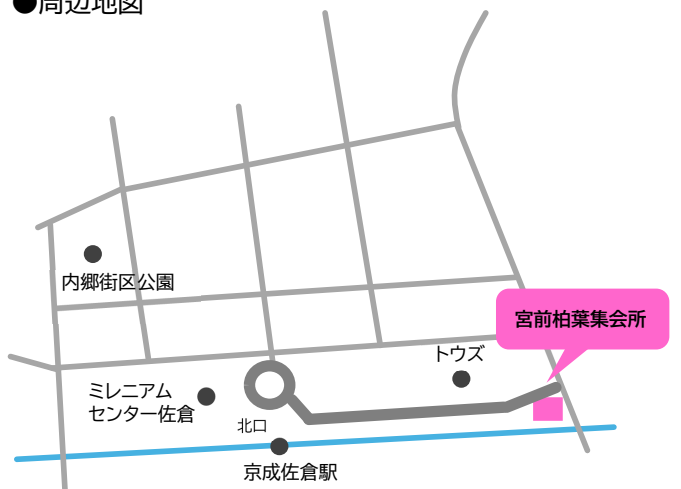 ●周辺地図
内郷街区公園
宮前柏葉集会所
トウズ
ミレニアム
センター佐倉
北口
京成佐倉駅